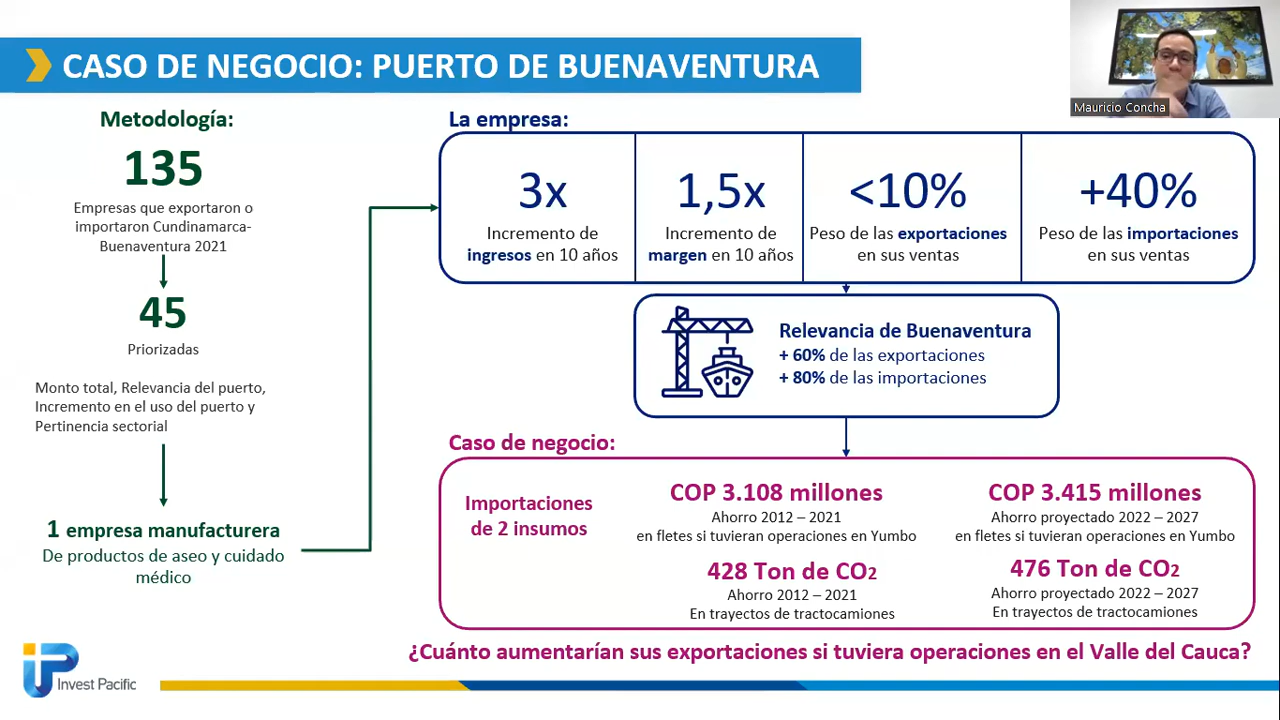 CASO DE NEGOCIO: PUERTO DE BUENAVENTURA
Mauricio Concha
Metodología:
135
Empresas que exportaron o
importaron Cundinamarca-
Buenaventura 2021
45
Priorizadas
Monto total, Relevancia del puerto,
Incremento en el uso del puerto y
Pertinencia sectorial
1 empresa manufacturera
De productos de aseo y cuidado
médico
La empresa:
3x
Incremento de
ingresos en 10 años
1,5x
Incremento de
margen en 10 años
<10%
Peso de las exportaciones
en sus ventas
+40%
Peso de las importaciones
en sus ventas
Relevancia de Buenaventura
+ 60% de las exportaciones
+ 80% de las importaciones
Caso de negocio:
Importaciones
de 2 insumos
COP 3.108 millones
Ahorro 2012 – 2021
en fletes si tuvieran operaciones en Yumbo
428 Ton de CO2
Ahorro 2012 – 2021
En trayectos de tractocamiones
COP 3.415 millones
Ahorro proyectado 2022 – 2027
en fletes si tuvieran operaciones en Yumbo
476 Ton de CO2
Ahorro proyectado 2022 – 2027
En trayectos de tractocamiones
¿Cuánto aumentarían sus exportaciones si tuviera operaciones en el Valle del Cauca?
iP
Invest Pacific